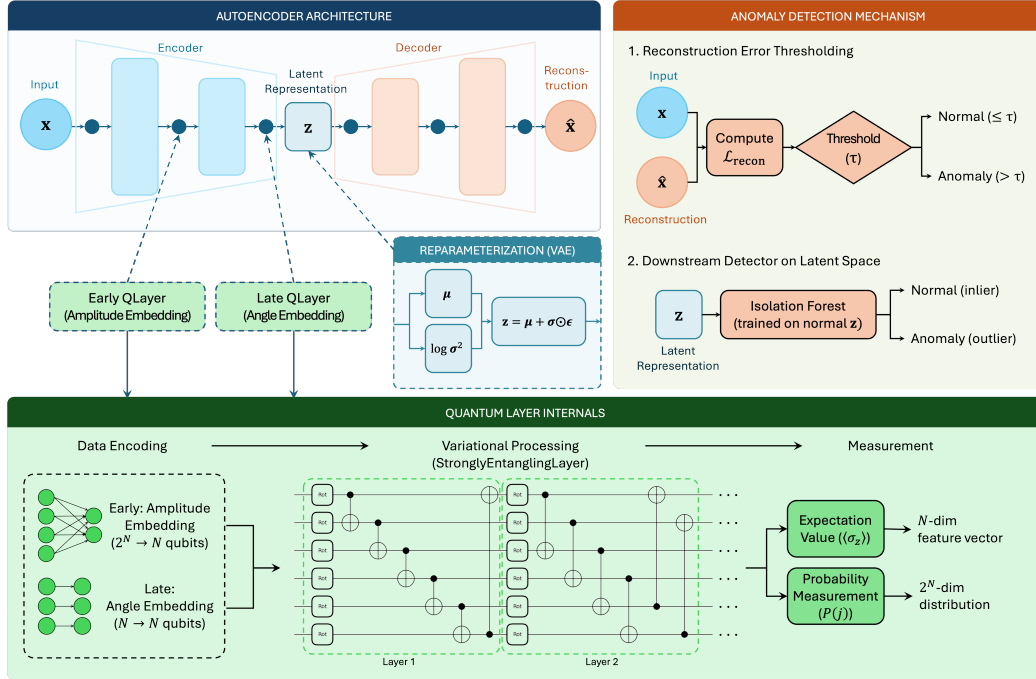 AUTOENCODER ARCHITECTURE
Encoder
Decoder
Input
Latent
Representation
Recons-
truction
x
z
x̂
REPARAMETERIZATION (VAE)
μ
log σ²
z = μ + σ⊙ϵ
Early QLayer
(Amplitude Embedding)
Late QLayer
(Angle Embedding)
ANOMALY DETECTION MECHANISM
1. Reconstruction Error Thresholding
Input
x
x̂
Reconstruction
Compute
ℒrecon
Threshold
(τ)
Normal (≤ τ)
Anomaly (> τ)
2. Downstream Detector on Latent Space
z
Latent
Representation
Isolation Forest
(trained on normal z)
Normal (inlier)
Anomaly (outlier)
QUANTUM LAYER INTERNALS
Data Encoding
Variational Processing
(StronglyEntanglingLayer)
Measurement
Early: Amplitude
Embedding
(2ᴺ → N qubits)
Late:
Angle Embedding
(N → N qubits)
Rot
Rot
Rot
Rot
Rot
Rot
Layer 1
Rot
Rot
Rot
Rot
Rot
Rot
Layer 2
···
···
···
···
···
···
Expectation
Value (⟨σz⟩)
N-dim
feature vector
Probability
Measurement
(P(j))
2ᴺ-dim
distribution